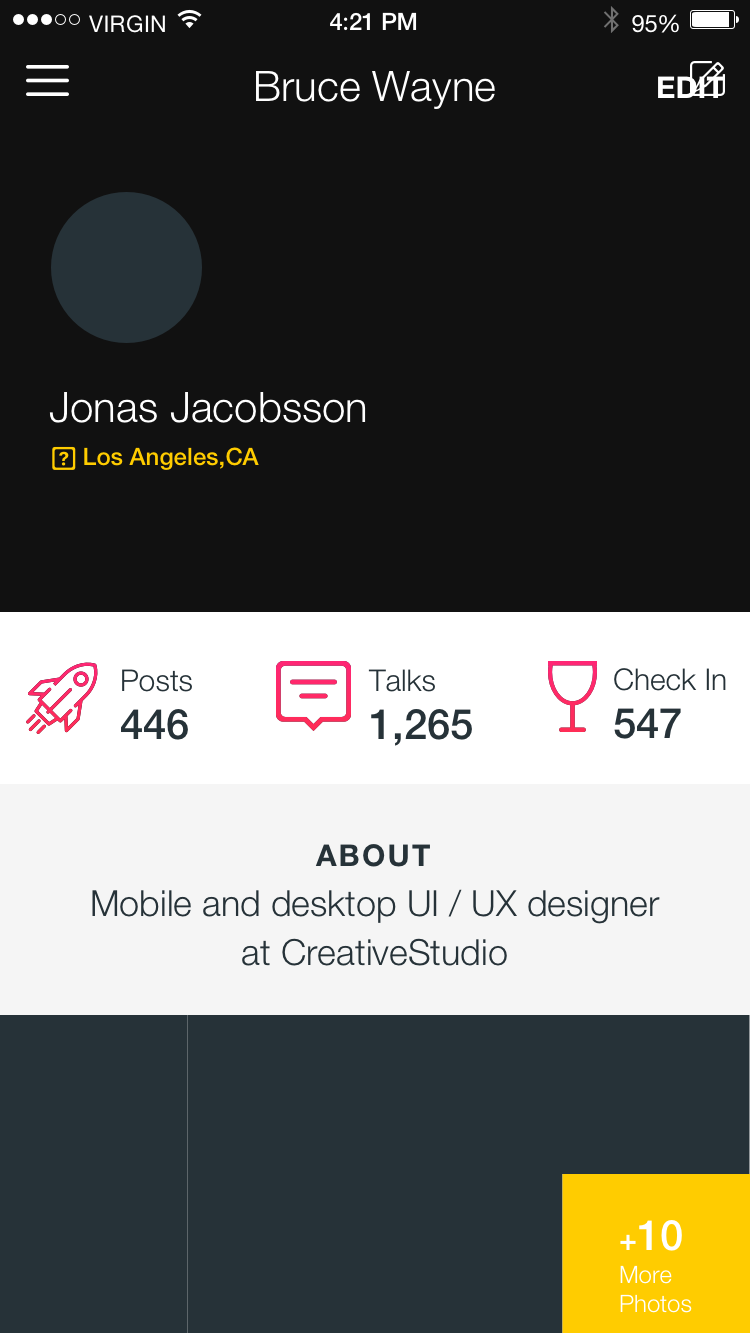 VIRGIN 4:21 PM 95%
Bruce Wayne EDIT
Jonas Jacobsson
? Los Angeles,CA
Posts
446
Talks
1,265
Check In
547
ABOUT
Mobile and desktop UI / UX designer
at CreativeStudio
+10
More
Photos